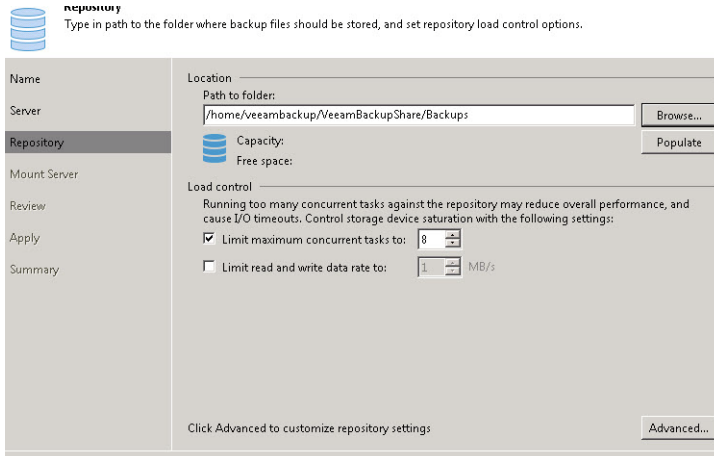 Repository
Type in path to the folder where backup files should be stored, and set repository load control options.
Name
Server
Repository
Mount Server
Review
Apply
Summary
Location
Path to folder:
/home/veeambackup/VeeamBackupShare/Backups
Browse...
Capacity:
Populate
Free space:
Load control
Running too many concurrent tasks against the repository may reduce overall performance, and
cause I/O timeouts. Control storage device saturation with the following settings:
Limit maximum concurrent tasks to: 8
Limit read and write data rate to: 1 MB/s
Click Advanced to customize repository settings
Advanced...